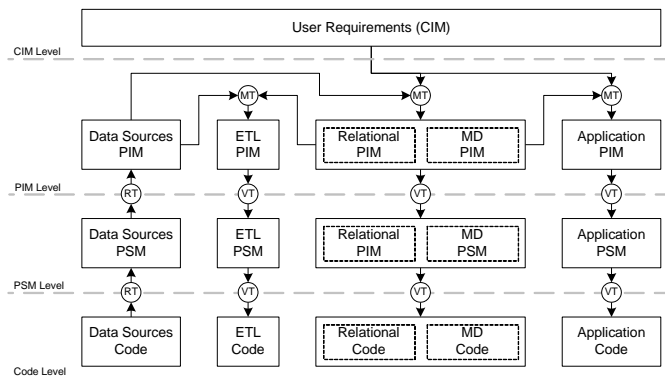 User Requirements (CIM)
CIM Level
MT
MT
MT
Data Sources
PIM
ETL
PIM
Relational
PIM
MD
PIM
Application
PIM
PIM Level
RT
VT
VT
VT
Data Sources
PSM
ETL
PSM
Relational
PIM
MD
PSM
Application
PSM
PSM Level
RT
VT
VT
VT
Data Sources
Code
ETL
Code
Relational
Code
MD
Code
Application
Code
Code Level